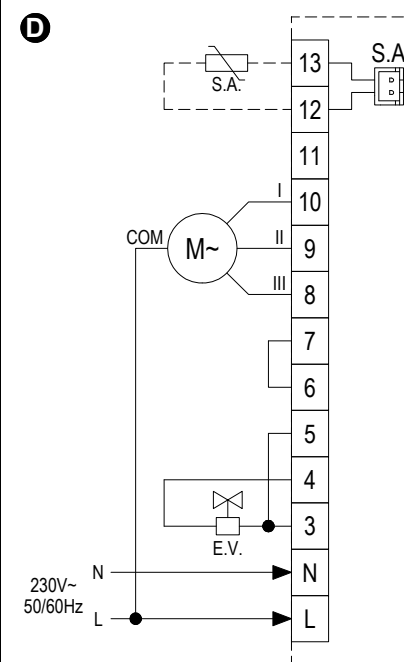 D
13
S.A.
S.A
12
11
I
10
COM
M~
II
9
III
8
7
6
5
4
3
E.V.
N
N
230V~
50/60Hz
L
L